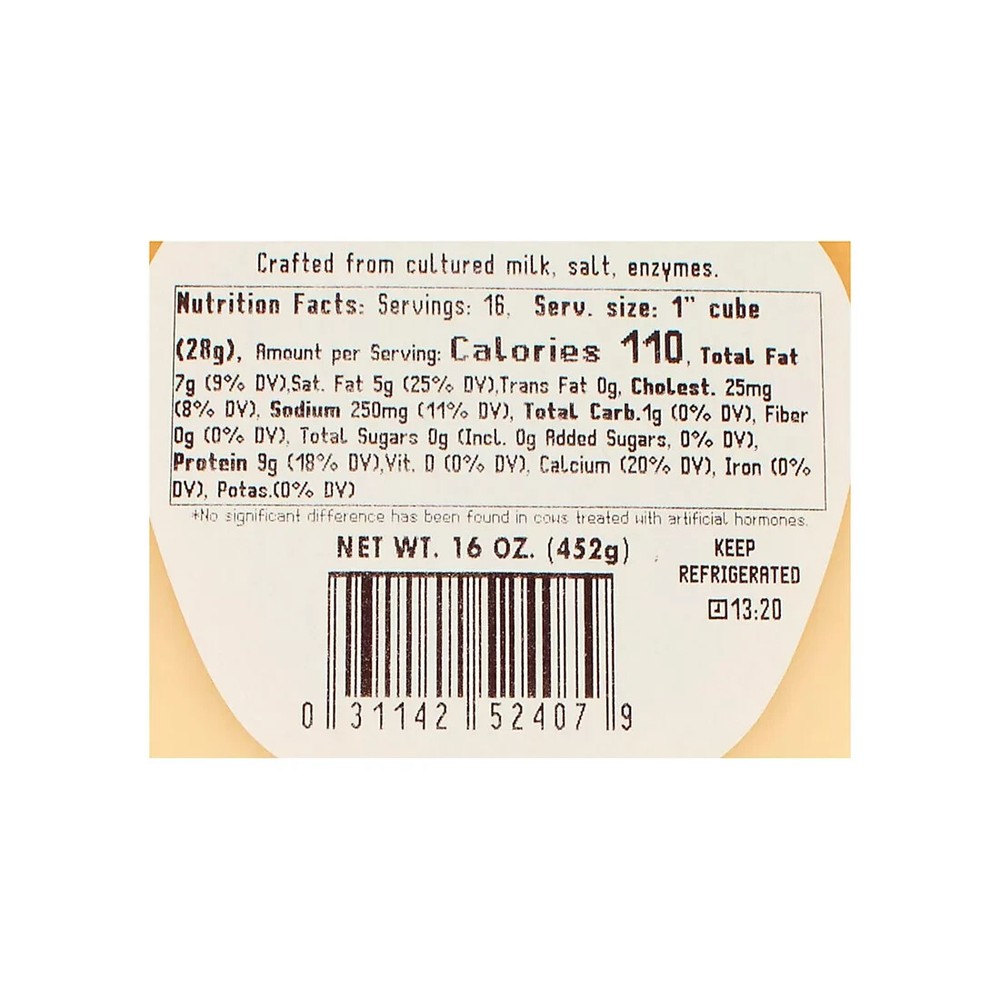 Crafted from cultured milk, salt, enzymes.
Nutrition Facts: Servings: 16, Serv. size: 1" cube
(28g), Amount per Serving: Calories 110, Total Fat
7g (9% DV),Sat. Fat 5g (25% DV),Trans Fat 0g, Cholest. 25mg
(8% DV), Sodium 250mg (11% DV), Total Carb.1g (0% DV), Fiber
0g (0% DV), Total Sugars 0g (Incl. 0g Added Sugars, 0% DV),
Protein 9g (18% DV),Vit. D (0% DV), Calcium (20% DV), Iron (0%
DV), Potas.(0% DV)
*No significant difference has been found in cows treated with artificial hormones.
NET WT. 16 OZ. (452g)
KEEP
REFRIGERATED
13:20
0 31142 52407 9